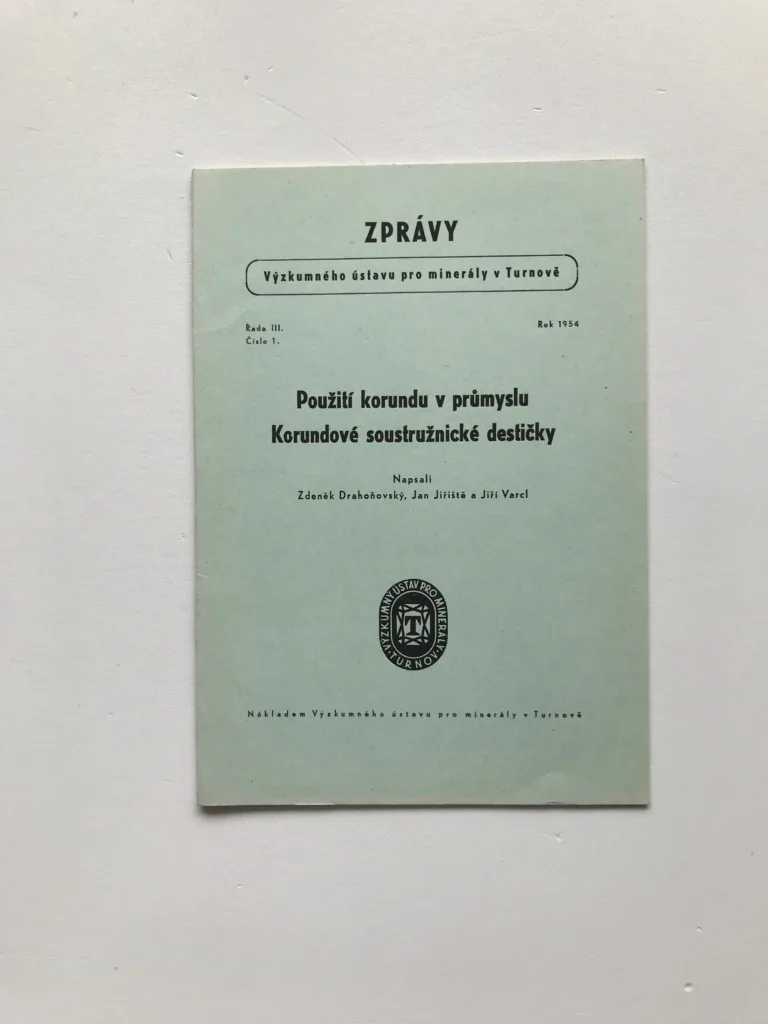 ZPRÁVY
Výzkumného ústavu pro minerály v Turnově
Řada III.
Číslo 1.
Rok 1954
Použití korundu v průmyslu
Korundové soustružnické destičky
Napsali
Zdeněk Drahoňovský, Jan Jiřiště a Jiří Varcl
VÝZKUMNÝ ÚSTAV PRO MINERÁLY
T
TURNOV
Nákladem Výzkumného ústavu pro minerály v Turnově